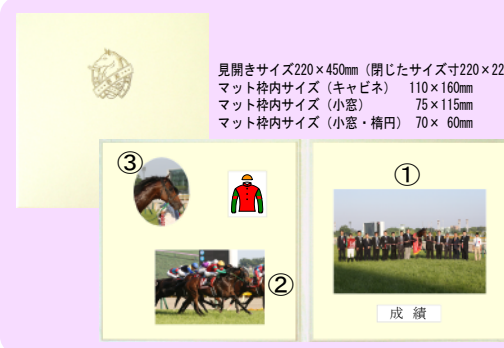 見開きサイズ220×450㎜（閉じたサイズ寸220×22
マット枠内サイズ（キャビネ）　110×160㎜
マット枠内サイズ（小窓）　　　75×115㎜
マット枠内サイズ（小窓・楕円）70× 60㎜
③
①
②
成 績